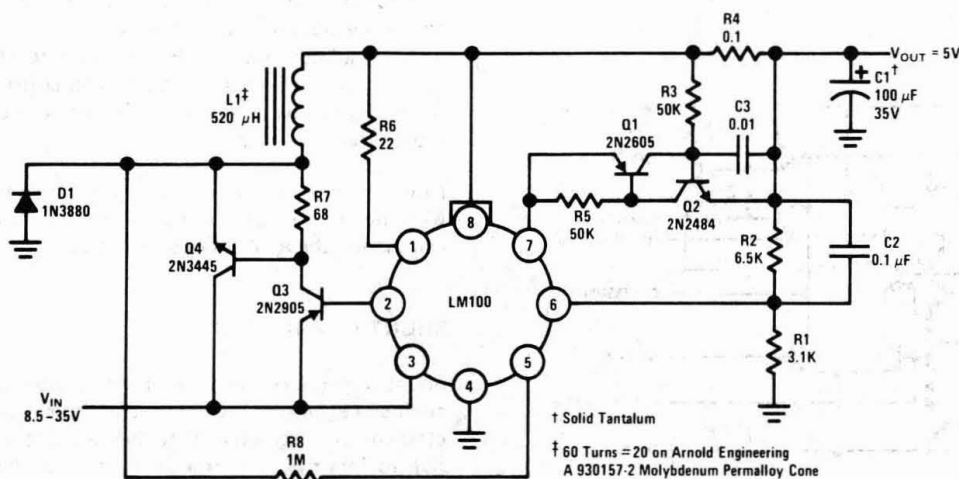 R4
0.1
VOUT = 5V
L1‡
520 µH
R6
22
R3
50K
C3
0.01
C1†
100 µF
35V
+
Q1
2N2605
D1
1N3880
R7
68
R5
50K
Q2
2N2484
R2
6.5K
C2
0.1 µF
Q4
2N3445
Q3
2N2905
1
8
7
2
LM100
6
3
4
5
R1
3.1K
VIN
8.5-35V
R8
1M
† Solid Tantalum
‡ 60 Turns = 20 on Arnold Engineering
A 930157-2 Molybdenum Permalloy Cone